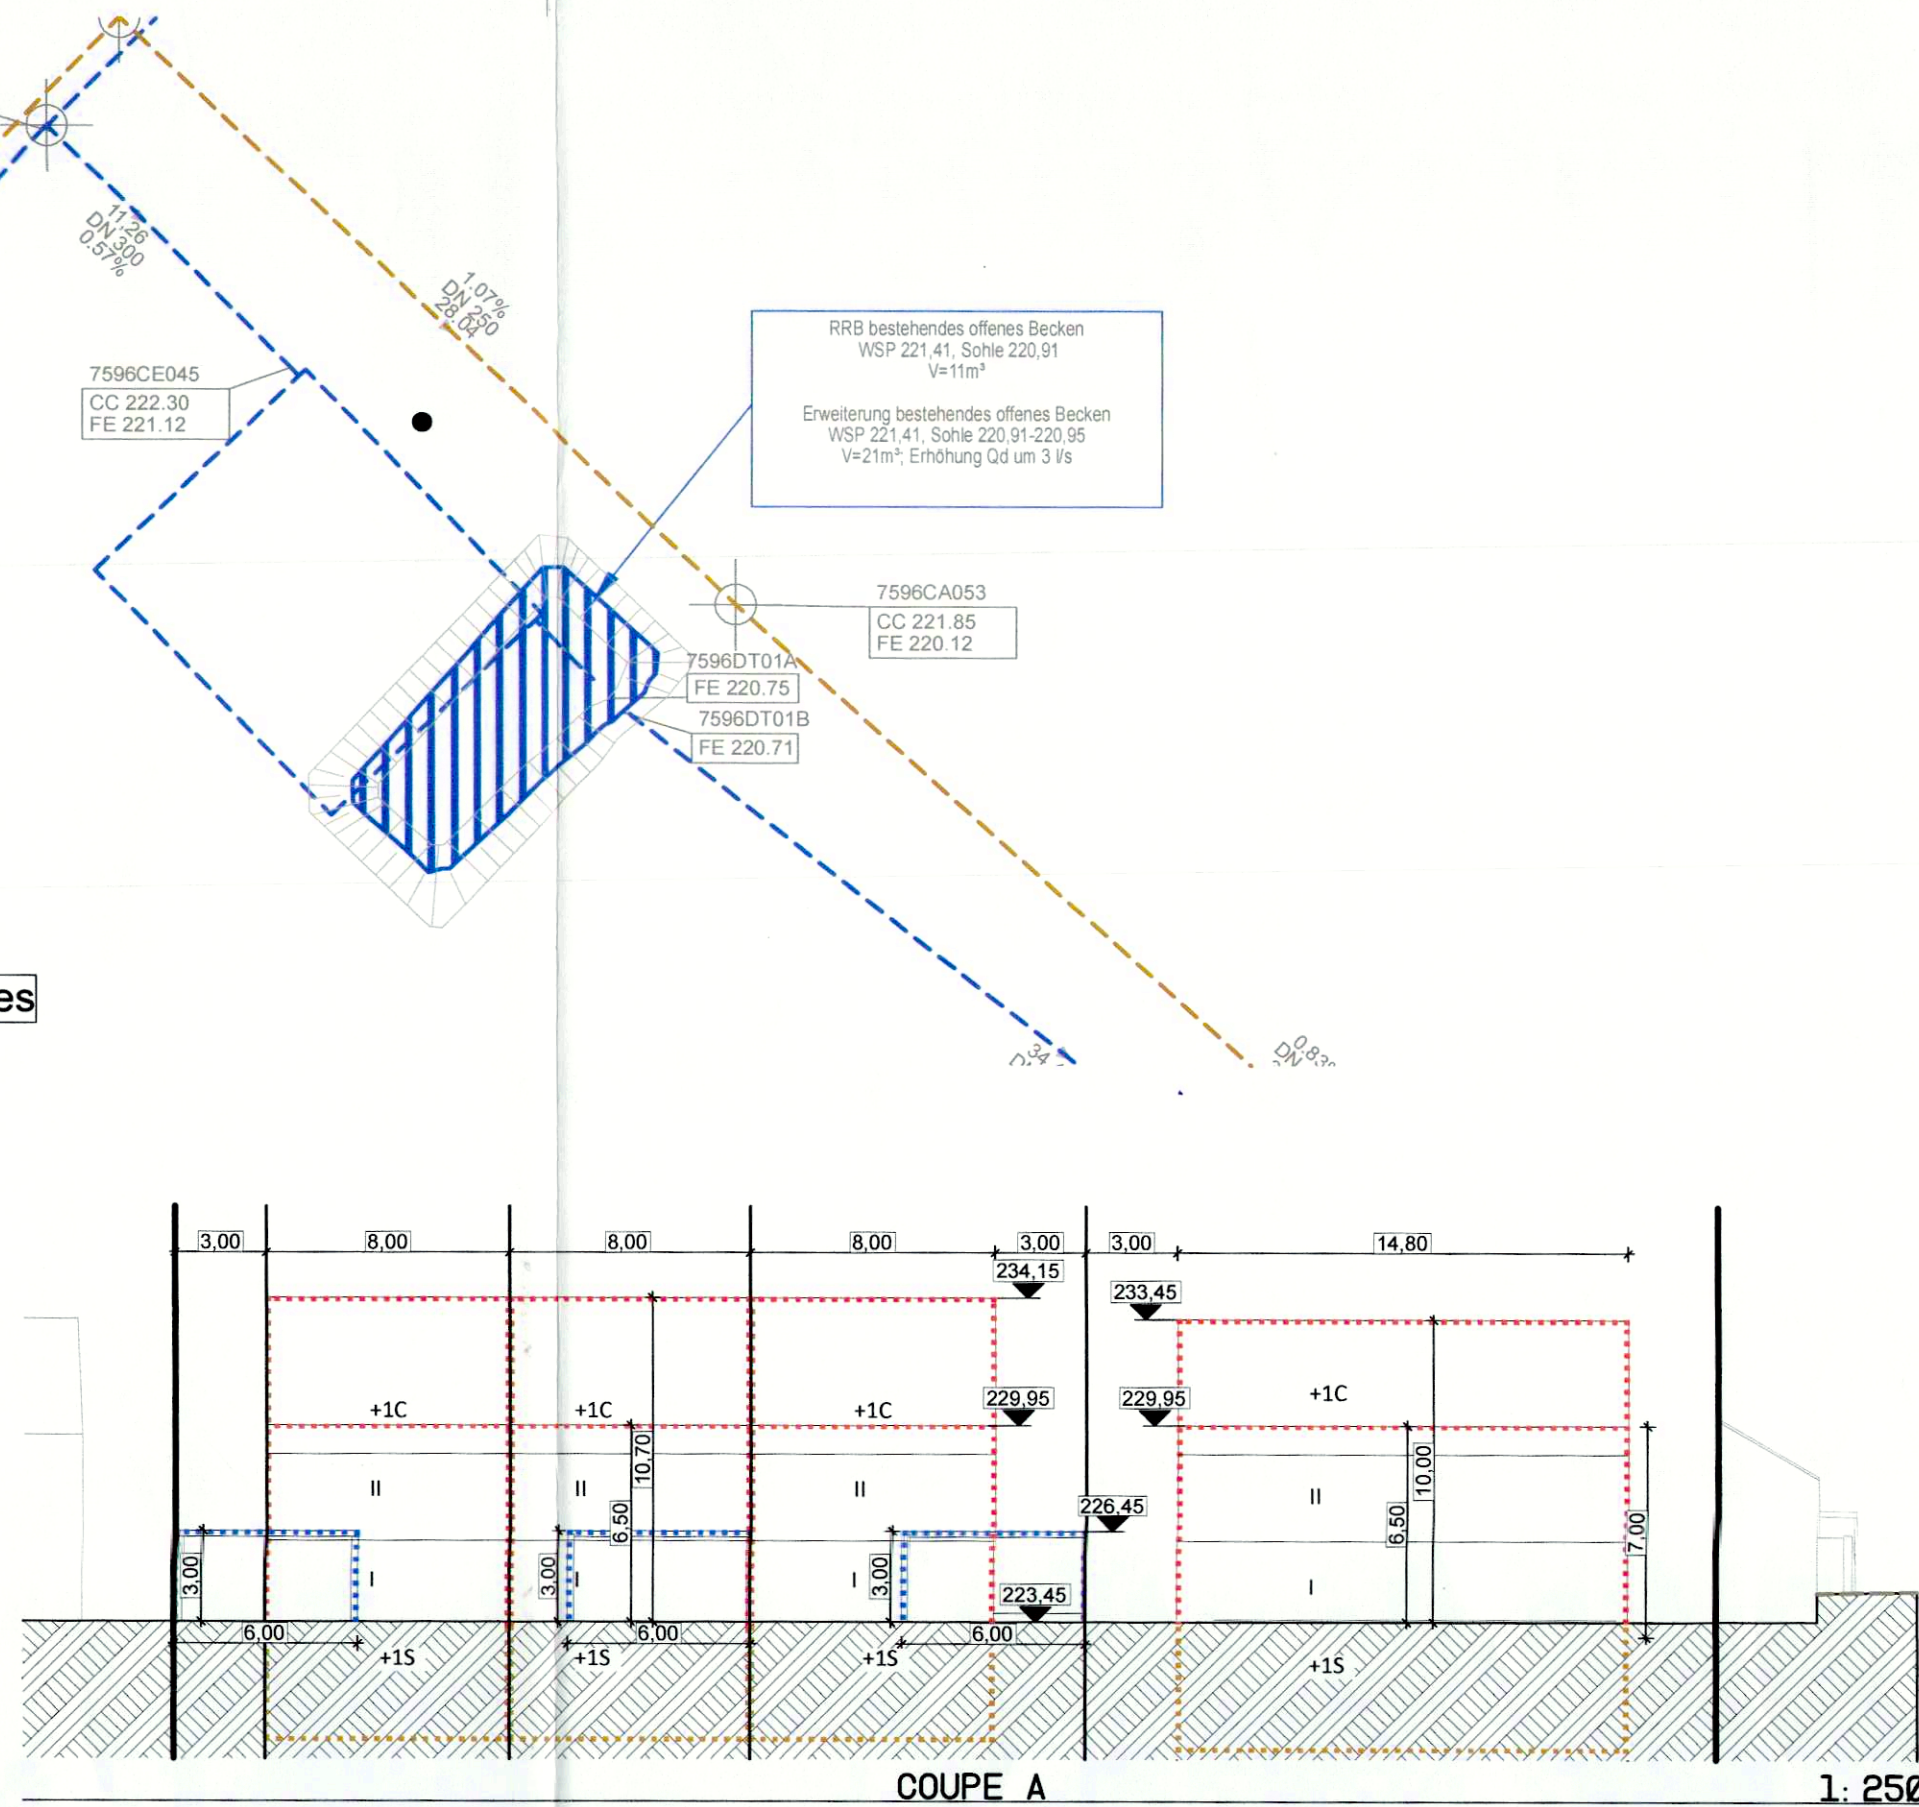 11,26
DN 300
0.57%
1.07%
DN 250
28.04
RRB bestehendes offenes Becken
WSP 221,41, Sohle 220,91
V=11m³
Erweiterung bestehendes offenes Becken
WSP 221,41, Sohle 220,91-220,95
V=21m³; Erhöhung Qd um 3 l/s
7596CE045
CC 222.30
FE 221.12
7596CA053
CC 221.85
FE 220.12
7596DT01A
FE 220.75
7596DT01B
FE 220.71
es
34
DN
3,00 8,00 8,00 8,00 3,00 3,00 14,80
234,15
233,45
+1C +1C +1C +1C
229,95 229,95
10,70
10,00
II II II II
6,50
6,50
226,45
7,00
3,00 3,00 3,00
I I I I
223,45
6,00 6,00 6,00
+1S +1S +1S +1S
COUPE A
1:250